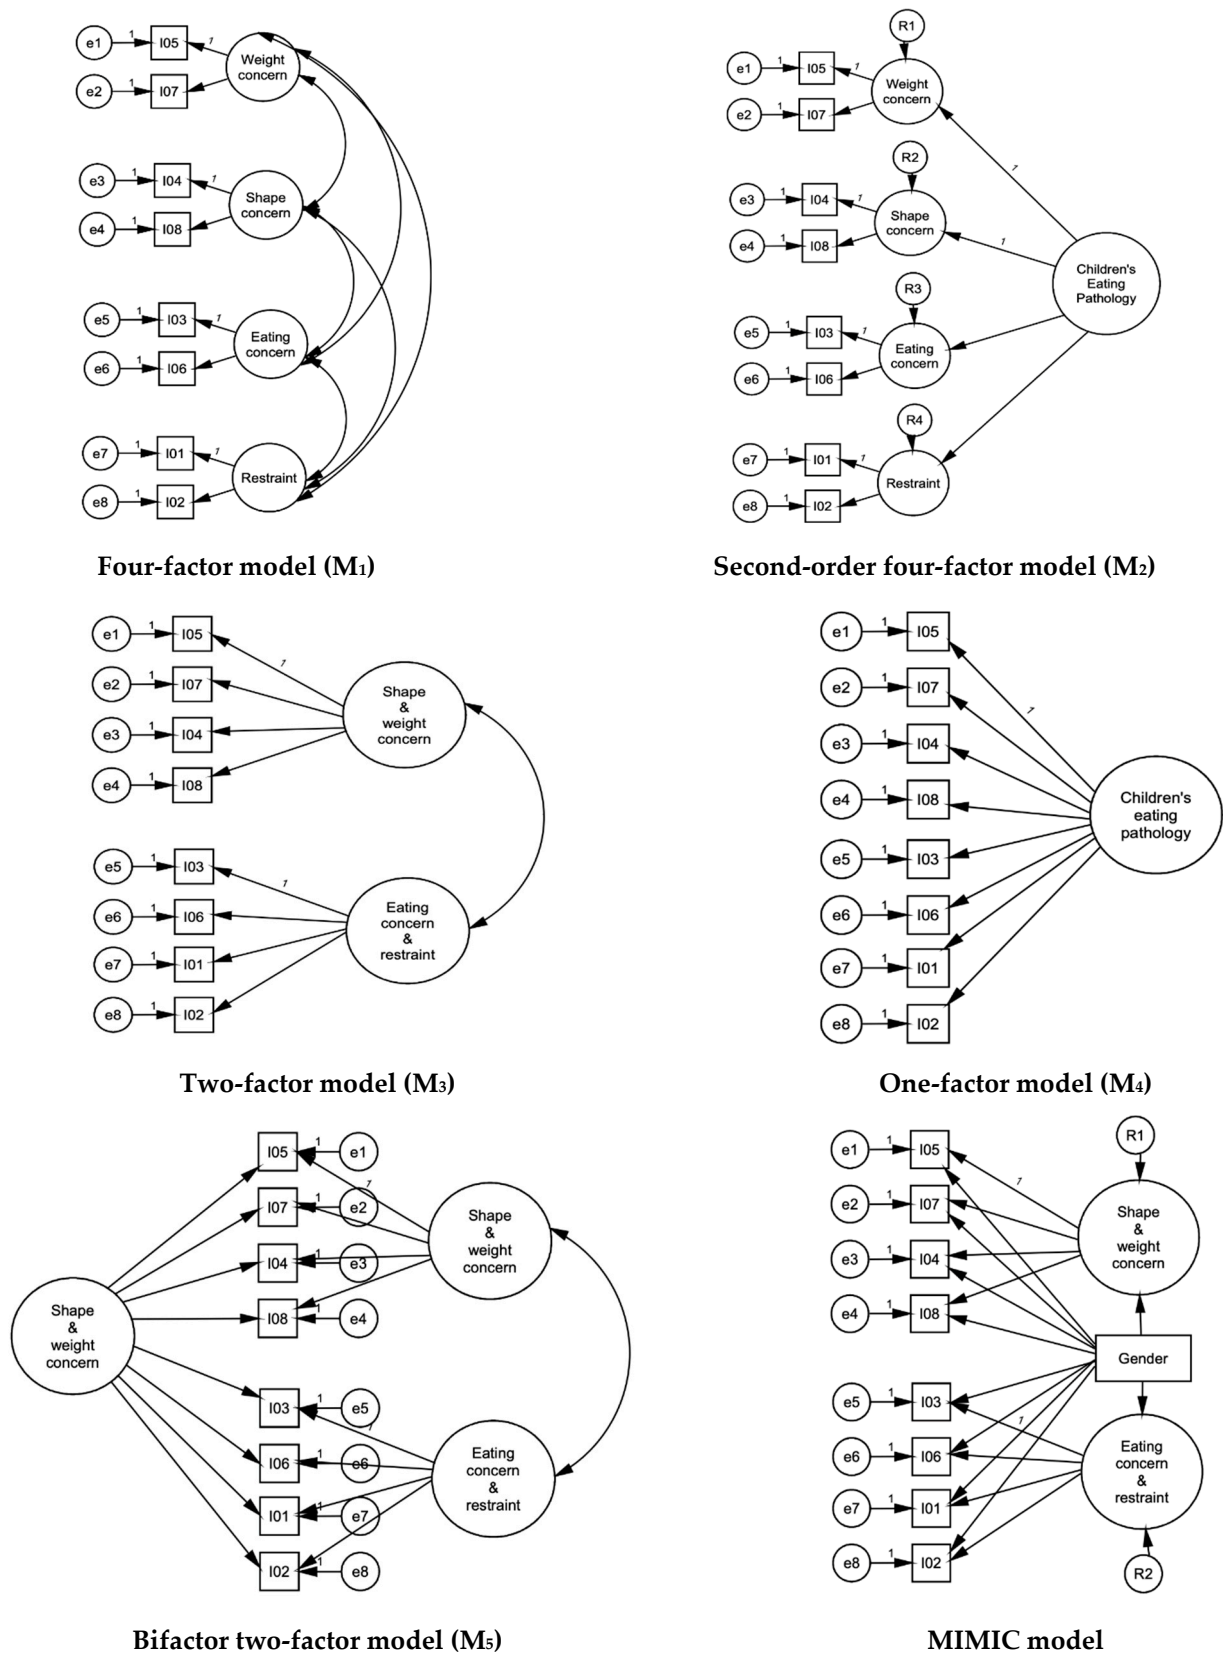 e1 1 I05 1 Weight
concern
e2 1 I07
e3 1 I04 1 Shape
concern
e4 1 I08
e5 1 I03 1 Eating
concern
e6 1 I06
e7 1 I01 1 Restraint
e8 1 I02
Four-factor model (M1)
R1
e1 1 I05 1 Weight
concern
e2 1 I07
1
R2
e3 1 I04 1 Shape
concern
e4 1 I08
1
Children's
Eating
Pathology
R3
e5 1 I03 1 Eating
concern
e6 1 I06
R4
e7 1 I01 1 Restraint
e8 1 I02
Second-order four-factor model (M2)
e1 1 I05 1
e2 1 I07
e3 1 I04
e4 1 I08
Shape
&
weight
concern
e5 1 I03 1
e6 1 I06
e7 1 I01
e8 1 I02
Eating
concern
&
restraint
Two-factor model (M3)
e1 1 I05
e2 1 I07 1
e3 1 I04
e4 1 I08
e5 1 I03
e6 1 I06
e7 1 I01
e8 1 I02
Children's
eating
pathology
One-factor model (M4)
Shape
&
weight
concern
I05 1 e1
1
I07 1 e2
I04 1 e3
I08 1 e4
Shape
&
weight
concern
I03 1 e5
1
I06 1 e6
I01 1 e7
I02 1 e8
Eating
concern
&
restraint
Bifactor two-factor model (M5)
R1
e1 1 I05 1
e2 1 I07
e3 1 I04
e4 1 I08
Shape
&
weight
concern
Gender
e5 1 I03 1
e6 1 I06
e7 1 I01
e8 1 I02
Eating
concern
&
restraint
R2
MIMIC model